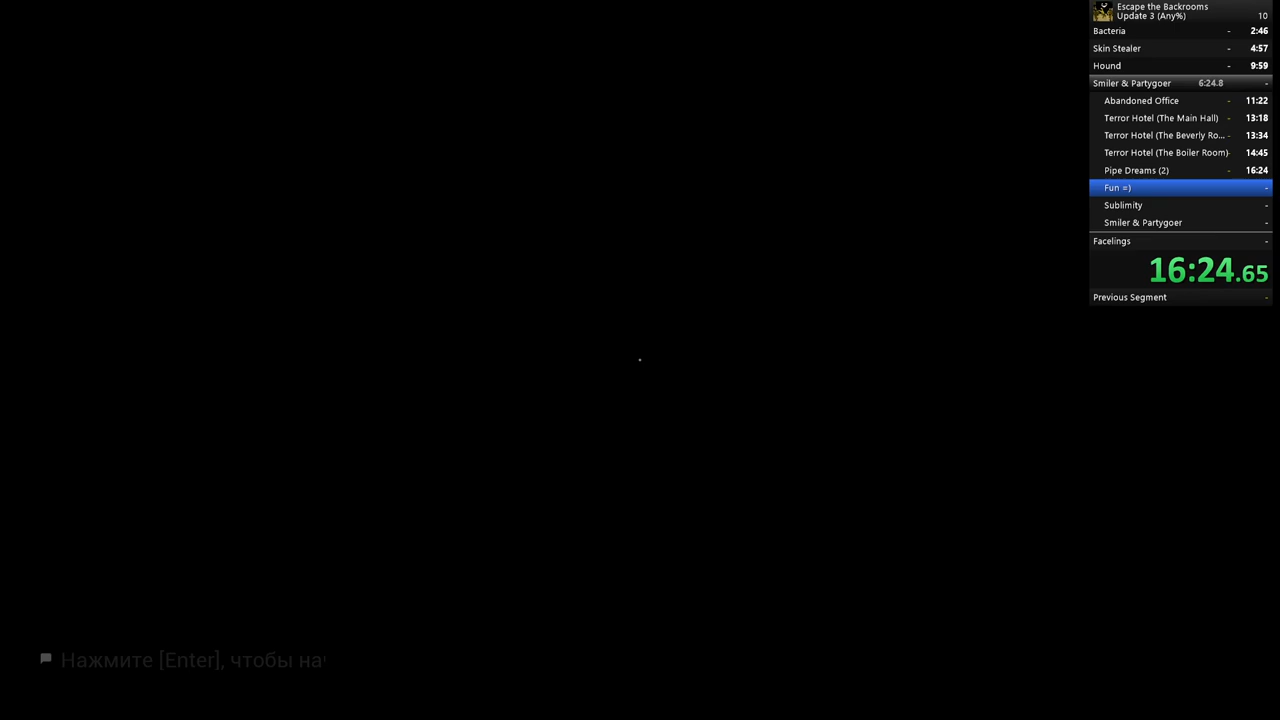 Escape the Backrooms
Update 3 (Any%) 10
Bacteria - 2:46
Skin Stealer - 4:57
Hound - 9:59
Smiler & Partygoer 6:24.8 -
Abandoned Office - 11:22
Terror Hotel (The Main Hall) - 13:18
Terror Hotel (The Beverly Ro... - 13:34
Terror Hotel (The Boiler Room) - 14:45
Pipe Dreams (2) - 16:24
Fun =) -
Sublimity -
Smiler & Partygoer -
Facelings -
16:24.65
Previous Segment -
Нажмите [Enter], чтобы на